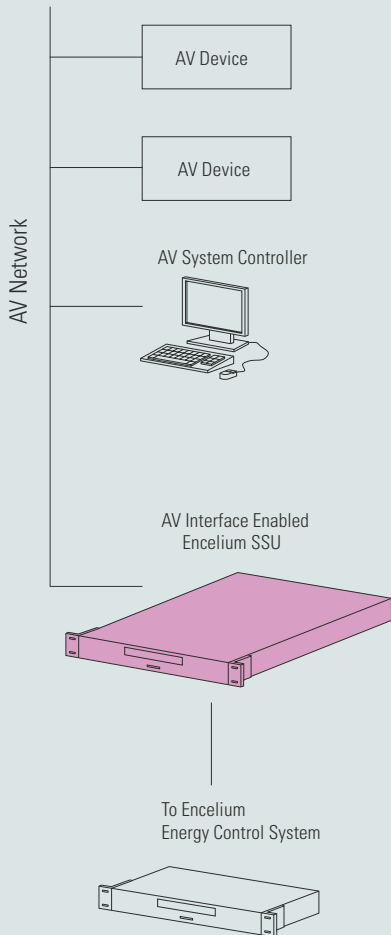 AV Device
AV Device
AV Network
AV System Controller
AV Interface Enabled
Encelium SSU
To Encelium
Energy Control System